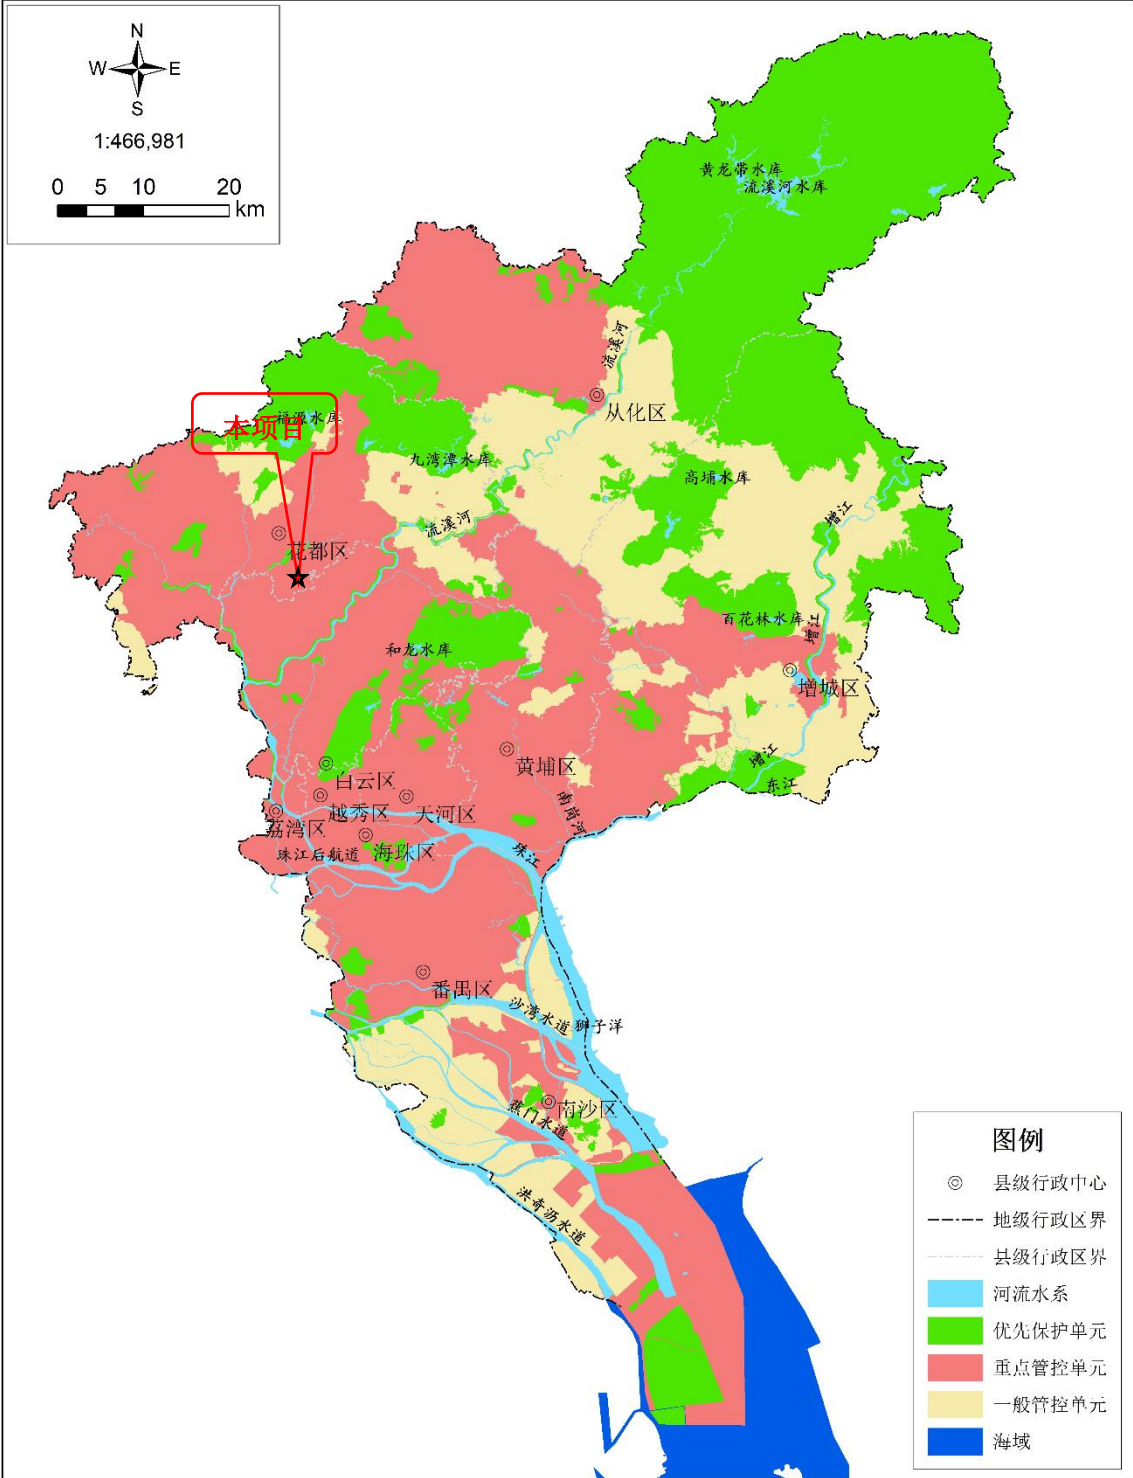 N
W E
S
1:466,981
0 5 10 20
km
黄龙带水库
流溪河水库
流溪河
从化区
福源水库
本项目
九湾潭水库
高埔水库
流溪河
增江
花都区
百花林水库
增江
和龙水库
增城区
黄埔区
增江
东江
白云区
越秀区
天河区
南岗河
荔湾区
海珠区
珠江后航道
珠江
番禺区
沙湾水道
狮子洋
南沙区
蕉门水道
洪奇沥水道
图例
县级行政中心
地级行政区界
县级行政区界
河流水系
优先保护单元
重点管控单元
一般管控单元
海域